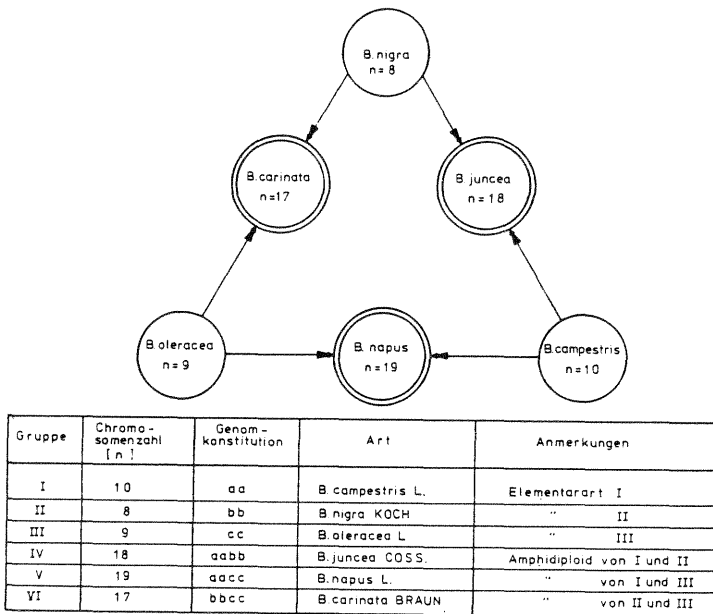 B. nigra
n = 8
B. carinata
n = 17
B. juncea
n = 18
B. oleracea
n = 9
B. napus
n = 19
B. campestris
n = 10
Gruppe Chromo- Genom- Art Anmerkungen
somenzahl konstitution
[ n ]
I 10 aa B. campestris L. Elementarart I
II 8 bb B. nigra KOCH " II
III 9 cc B. oleracea L " III
IV 18 aabb B. juncea COSS. Amphidiploid von I und II
V 19 aacc B. napus L. " von I und III
VI 17 bbcc B. carinata BRAUN " von II und III